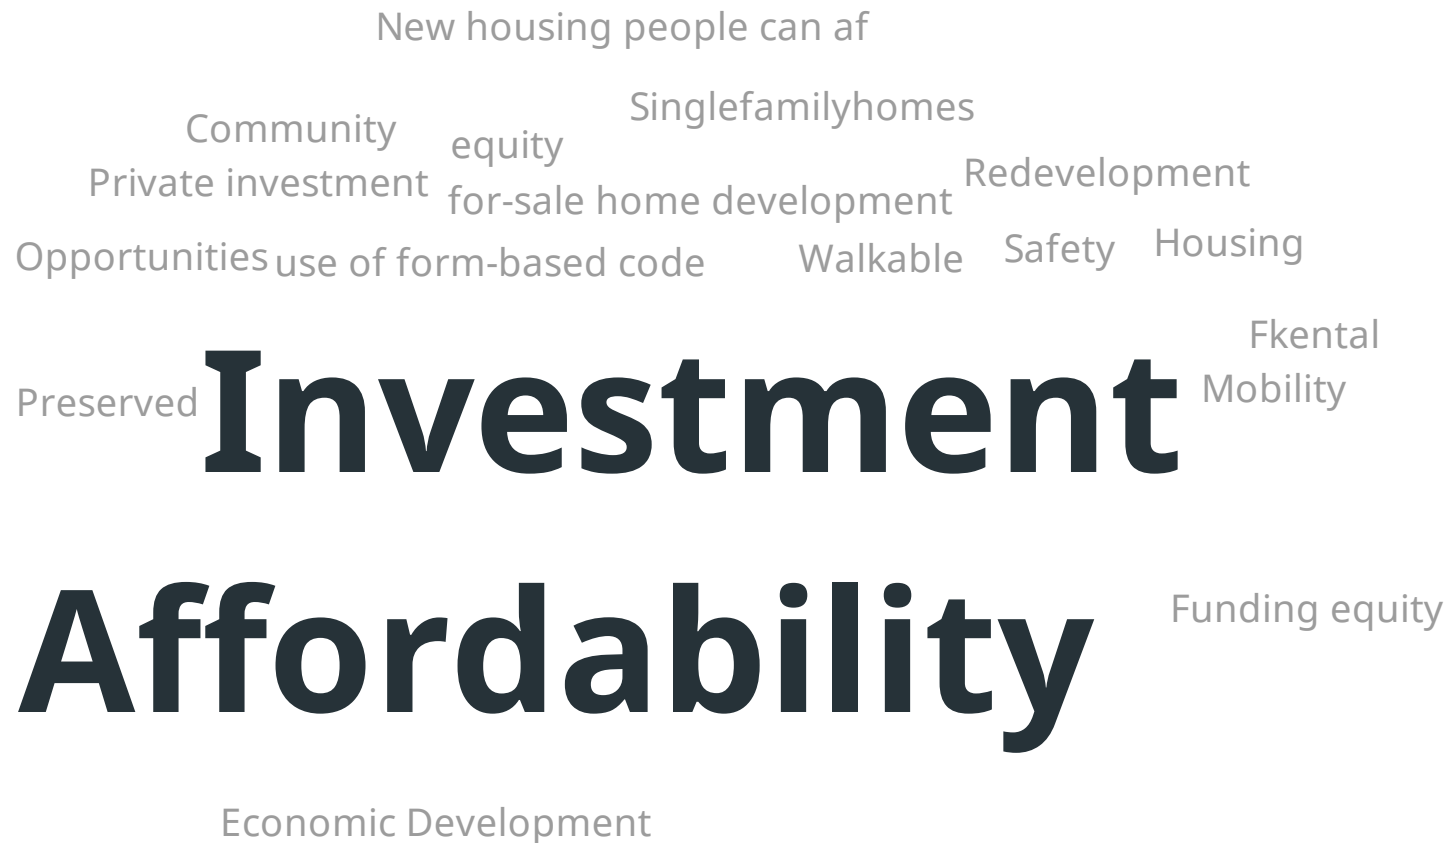 New housing people can af
Singlefamilyhomes
Community
equity
Redevelopment
Private investment
for-sale home development
Opportunities
use of form-based code
Walkable
Safety
Housing
Fkental
Investment
Preserved
Mobility
Affordability
Funding equity
Economic Development